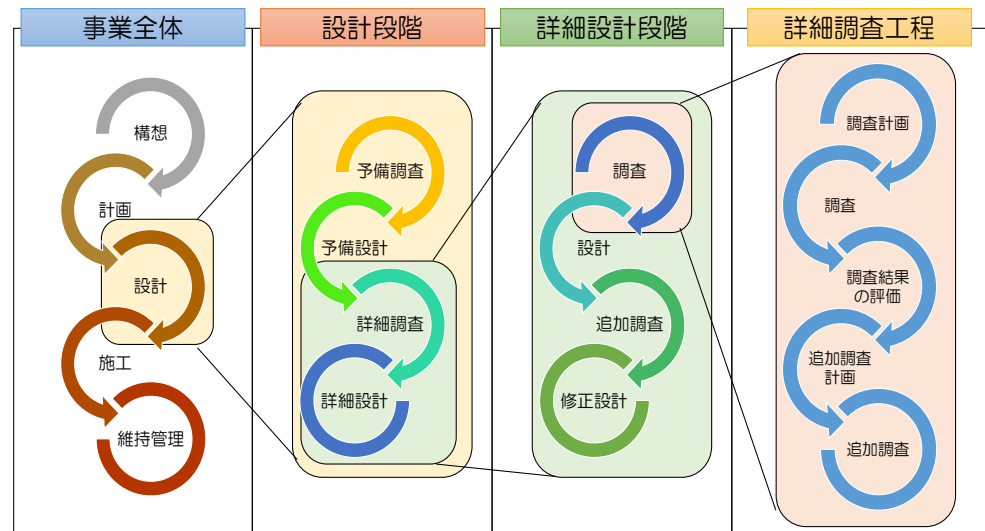 事業全体
構想
計画
設計
施工
維持管理
設計段階
予備調査
予備設計
詳細調査
詳細設計
詳細設計段階
調査
設計
追加調査
修正設計
詳細調査工程
調査計画
調査
調査結果
の評価
追加調査
計画
追加調査